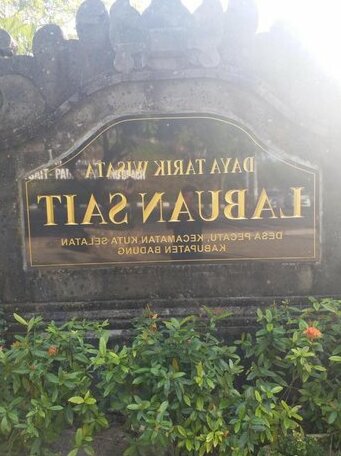 DAYA TARIK WISATA
LABUAN SAIT
DESA PECATU, KECAMATAN KUTA SELATAN
KABUPATEN BADUNG